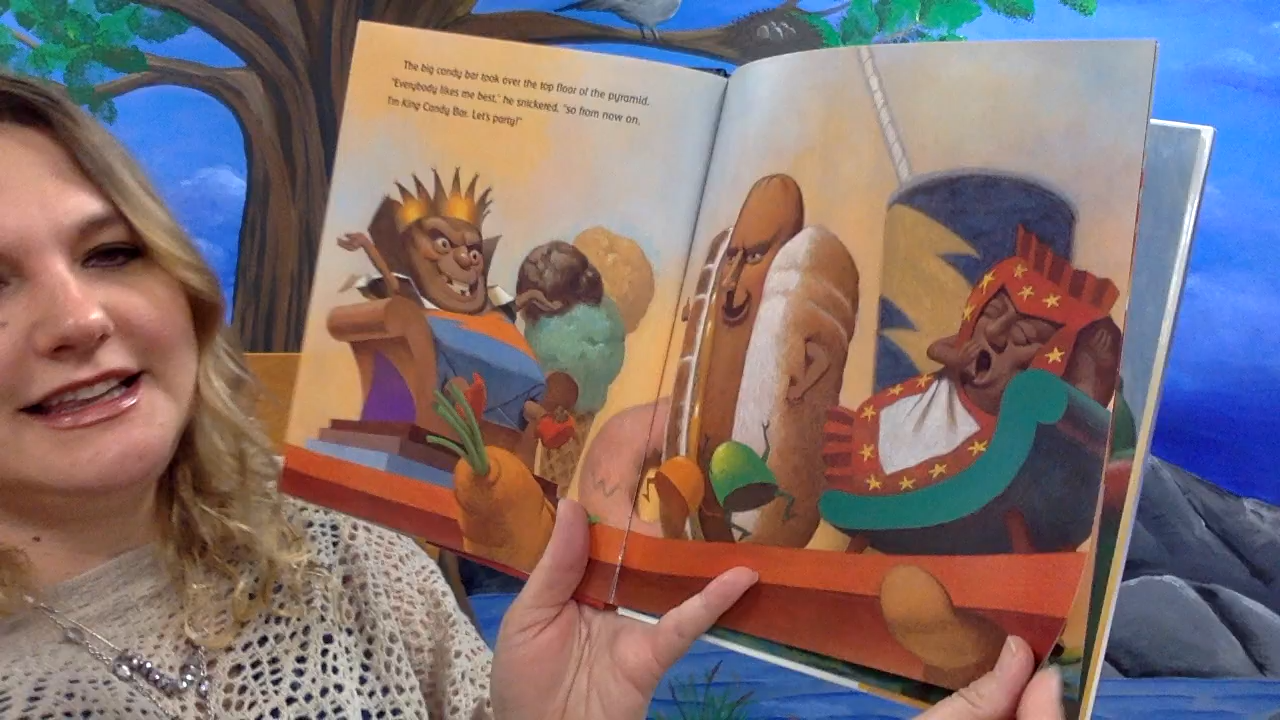 The big candy bar took over the top floor of the pyramid.
"Everybody likes me best," he snickered, "so from now on,
I'm King Candy Bar. Let's party!"